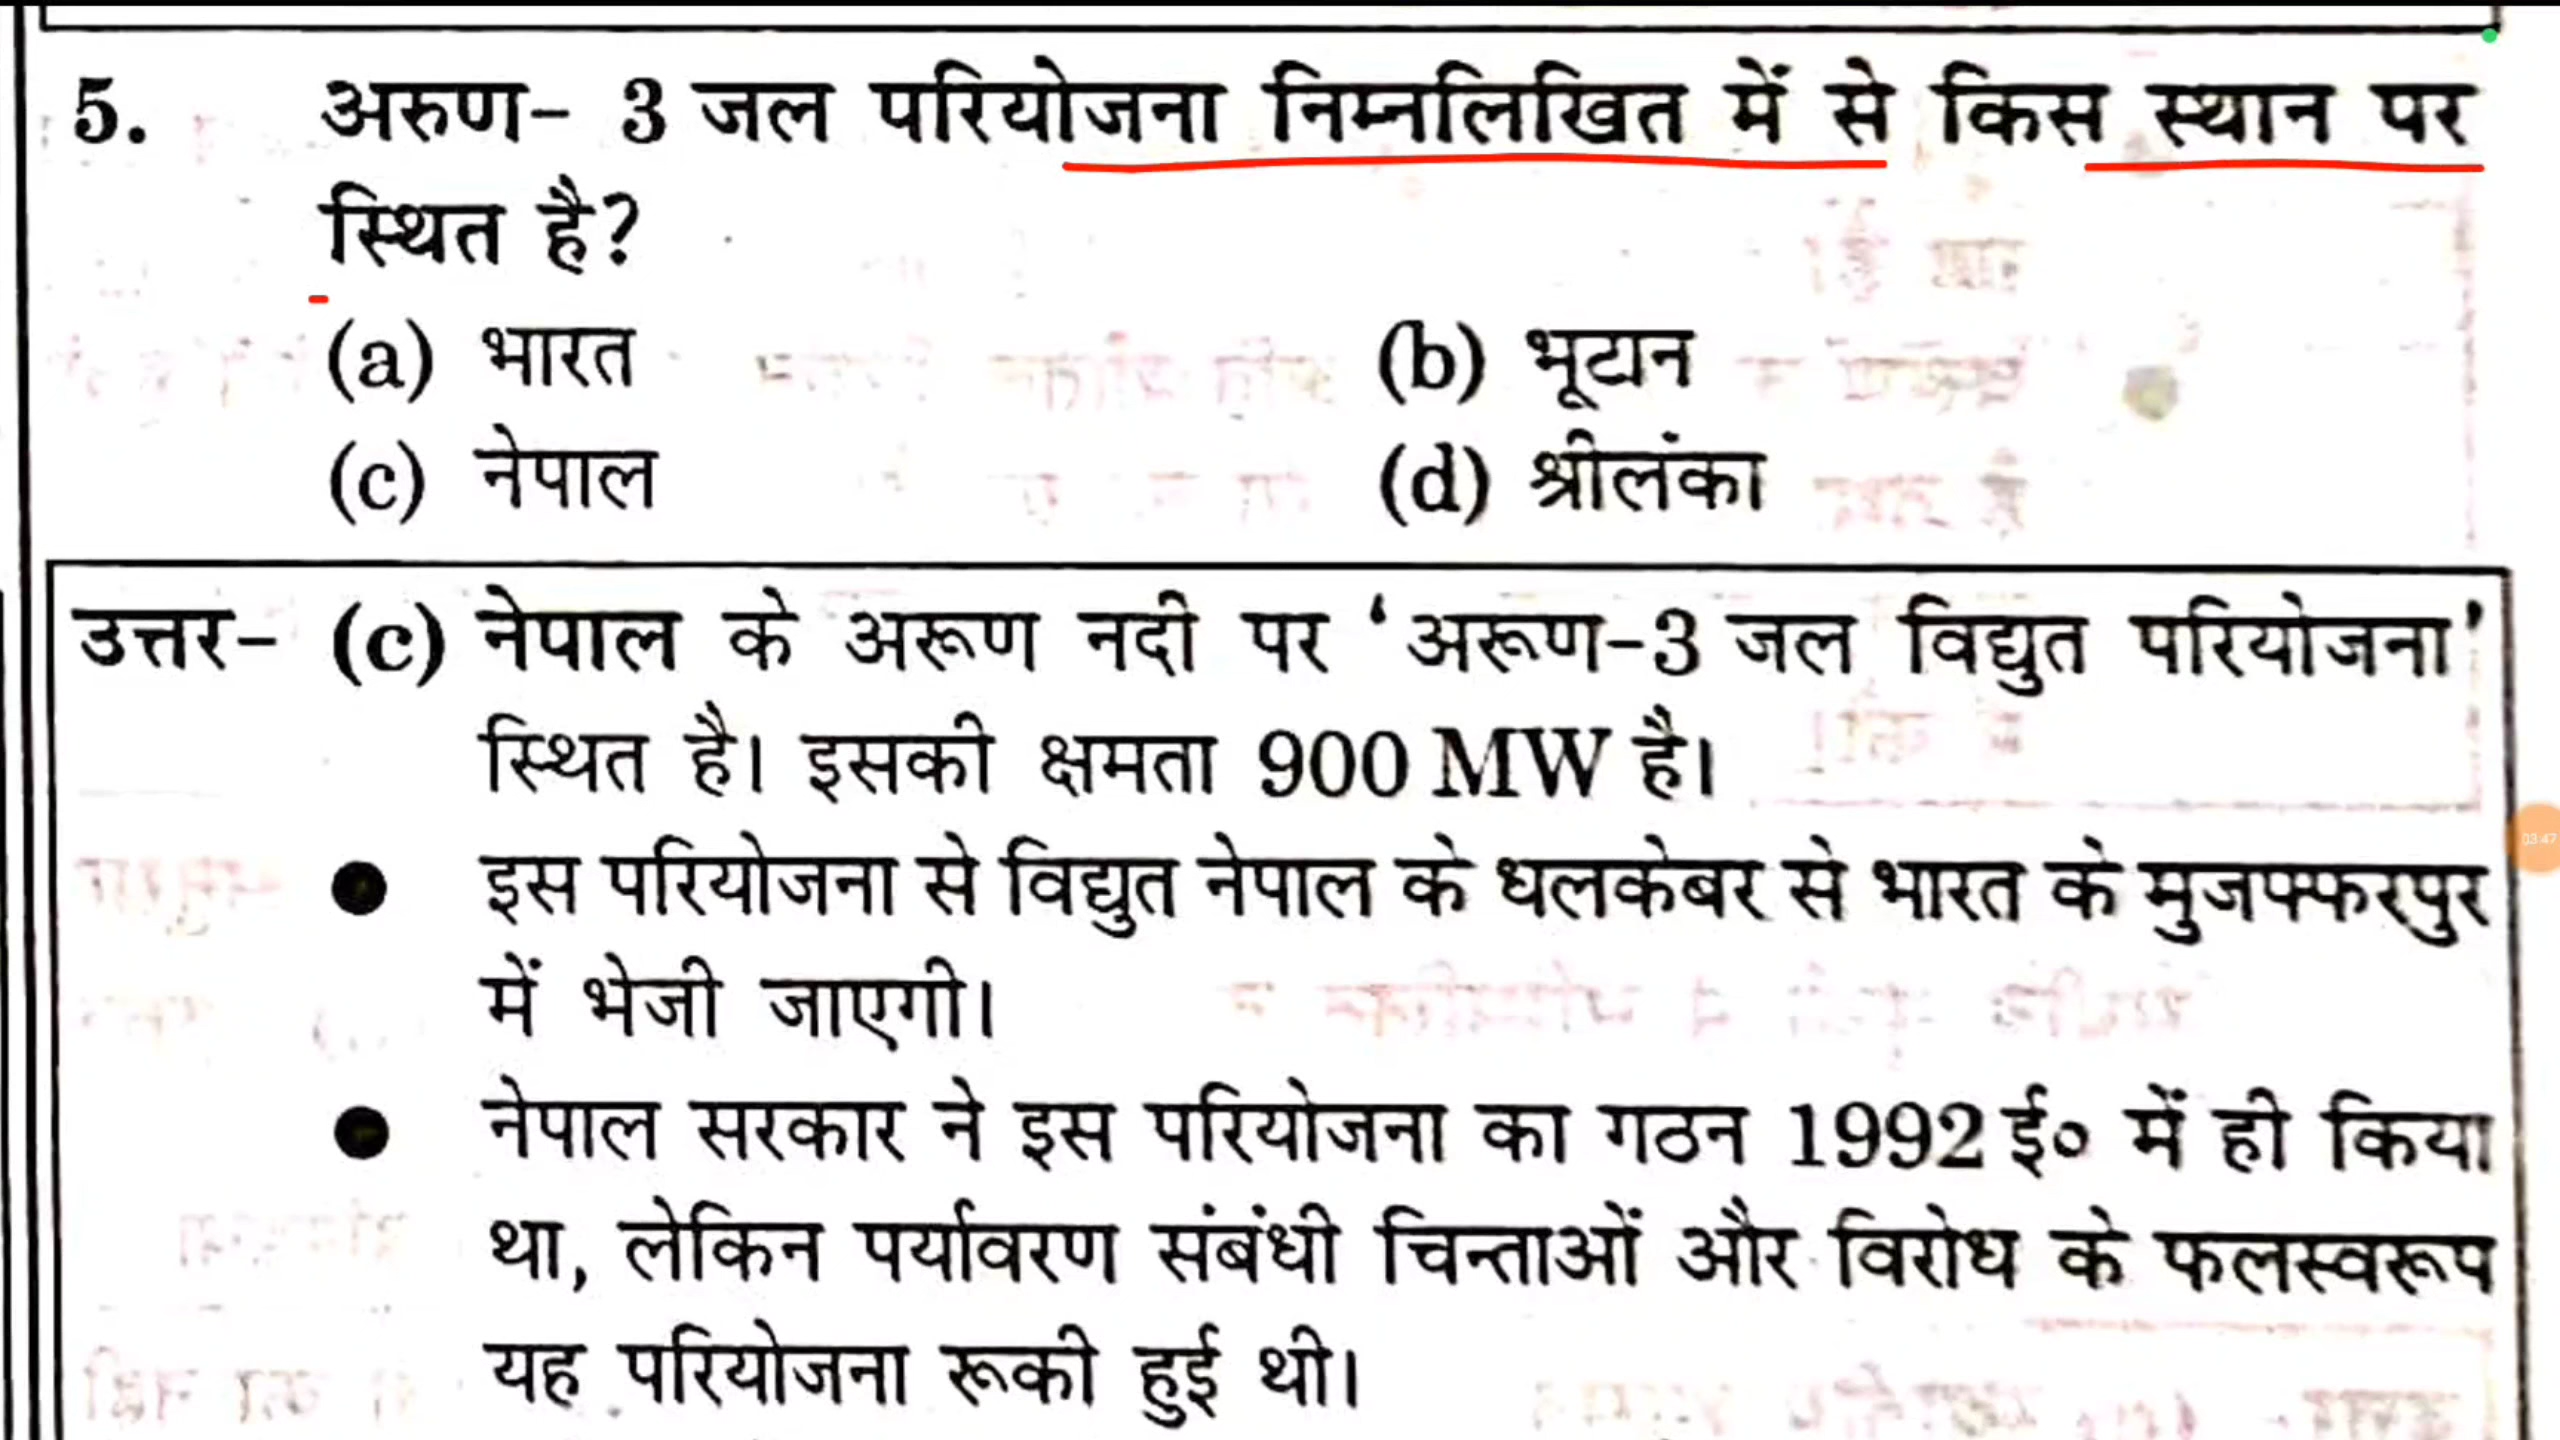 5. अरुण- 3 जल परियोजना निम्नलिखित में से किस स्थान पर
स्थित है?
(a) भारत (b) भूटान
(c) नेपाल (d) श्रीलंका
उत्तर- (c) नेपाल के अरूण नदी पर ‘अरूण-3 जल विद्युत परियोजना’
स्थित है। इसकी क्षमता 900 MW है।
● इस परियोजना से विद्युत नेपाल के धलकेबर से भारत के मुजफ्फरपुर
में भेजी जाएगी।
● नेपाल सरकार ने इस परियोजना का गठन 1992 ई० में ही किया
था, लेकिन पर्यावरण संबंधी चिन्ताओं और विरोध के फलस्वरूप
यह परियोजना रूकी हुई थी।
03:47